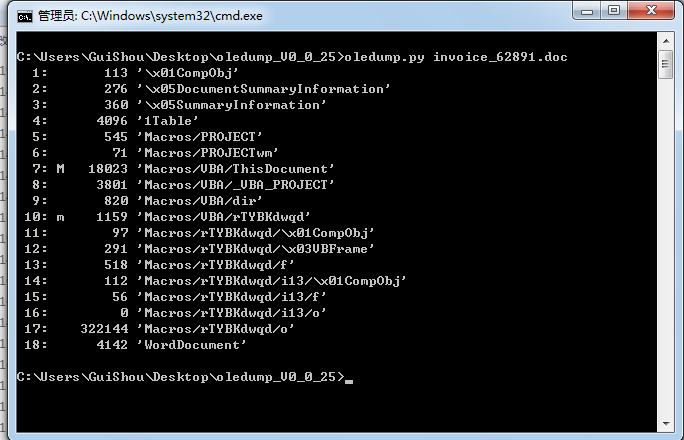 管理员: C:\Windows\system32\cmd.exe
C:\Users\GuiShou\Desktop\oledump_V0_0_25>oledump.py invoice_62891.doc
  1:       113 '\x01CompObj'
  2:       276 '\x05DocumentSummaryInformation'
  3:       360 '\x05SummaryInformation'
  4:      4096 '1Table'
  5:       545 'Macros/PROJECT'
  6:        71 'Macros/PROJECTwm'
  7: M   18023 'Macros/VBA/ThisDocument'
  8:      3801 'Macros/VBA/_VBA_PROJECT'
  9:       820 'Macros/VBA/dir'
 10: m    1159 'Macros/VBA/rTYBKdwqd'
 11:        97 'Macros/rTYBKdwqd/\x01CompObj'
 12:       291 'Macros/rTYBKdwqd/\x03VBFrame'
 13:       518 'Macros/rTYBKdwqd/f'
 14:       112 'Macros/rTYBKdwqd/i13/\x01CompObj'
 15:        56 'Macros/rTYBKdwqd/i13/f'
 16:         0 'Macros/rTYBKdwqd/i13/o'
 17:    322144 'Macros/rTYBKdwqd/o'
 18:      4142 'WordDocument'
C:\Users\GuiShou\Desktop\oledump_V0_0_25>